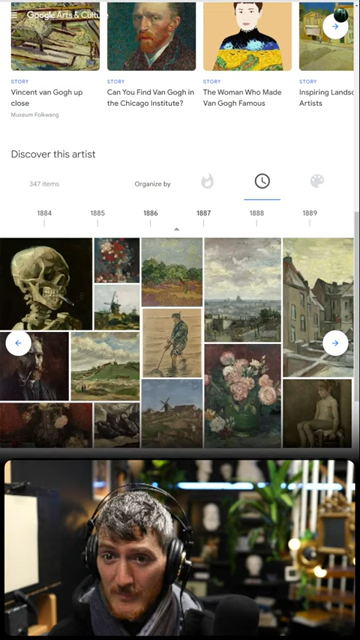 Google Arts & Culture
STORY
Vincent van Gogh up
close
Museum Folkwang
STORY
Can You Find Van Gogh in
the Chicago Institute?
STORY
The Woman Who Made
Van Gogh Famous
STORY
Inspiring Landsc
Artists
Discover this artist
347 items
Organize by
1884
1885
1886
1887
1888
1889